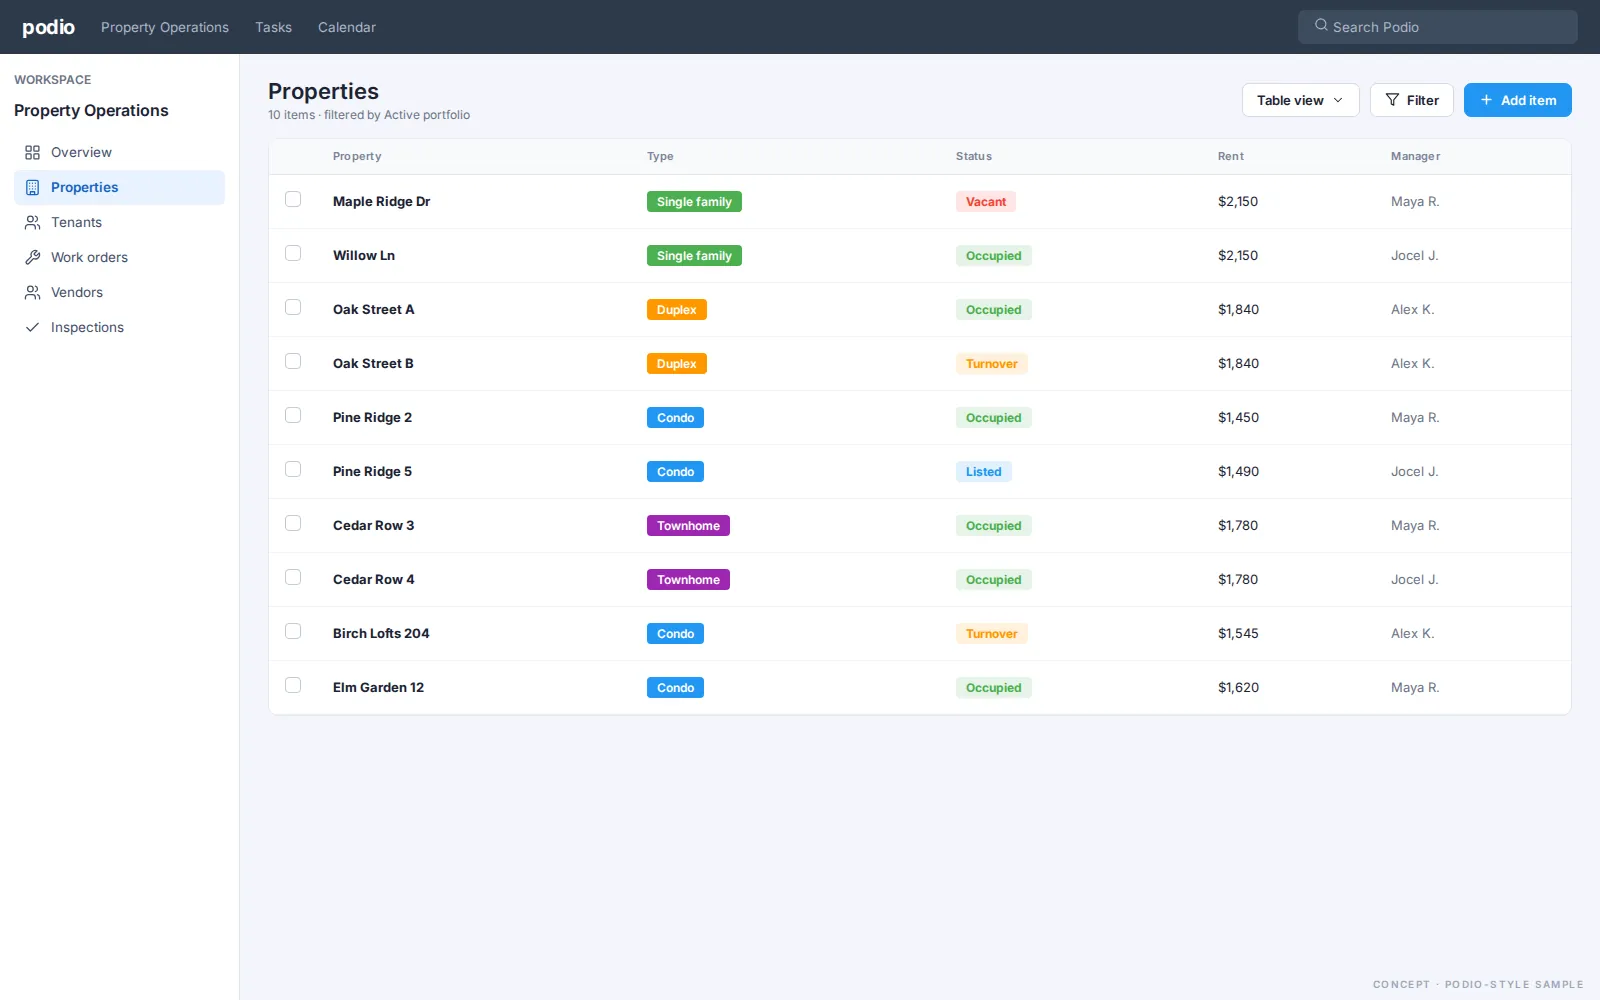 podio Property Operations Tasks Calendar Search Podio
WORKSPACE
Property Operations
Overview
Properties
Tenants
Work orders
Vendors
Inspections
Properties
10 items · filtered by Active portfolio
Table view Filter Add item
Property Type Status Rent Manager
Maple Ridge Dr Single family Vacant $2,150 Maya R.
Willow Ln Single family Occupied $2,150 Jocel J.
Oak Street A Duplex Occupied $1,840 Alex K.
Oak Street B Duplex Turnover $1,840 Alex K.
Pine Ridge 2 Condo Occupied $1,450 Maya R.
Pine Ridge 5 Condo Listed $1,490 Jocel J.
Cedar Row 3 Townhome Occupied $1,780 Maya R.
Cedar Row 4 Townhome Occupied $1,780 Jocel J.
Birch Lofts 204 Condo Turnover $1,545 Alex K.
Elm Garden 12 Condo Occupied $1,620 Maya R.
CONCEPT · PODIO-STYLE SAMPLE